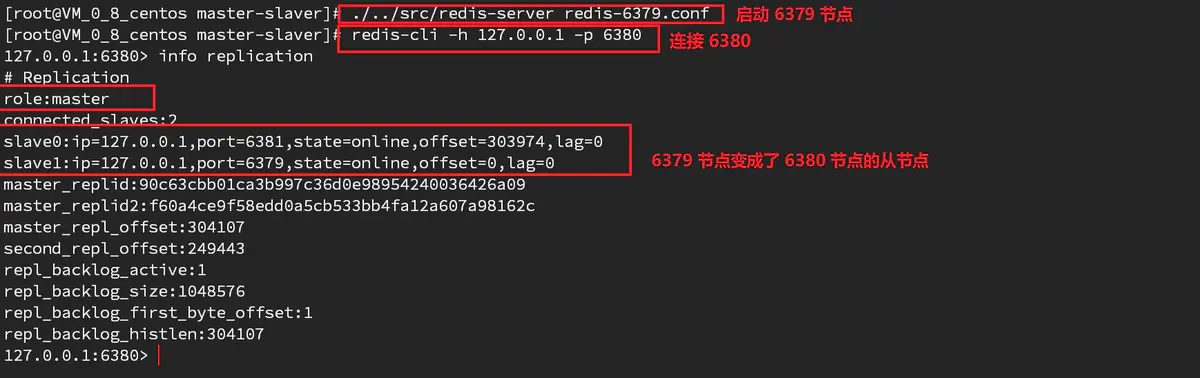 [root@VM_0_8_centos master-slaver]# ./../src/redis-server redis-6379.conf 启动 6379 节点
[root@VM_0_8_centos master-slaver]# redis-cli -h 127.0.0.1 -p 6380 连接 6380
127.0.0.1:6380> info replication
# Replication
role:master
connected_slaves:2
slave0:ip=127.0.0.1,port=6381,state=online,offset=303974,lag=0
slave1:ip=127.0.0.1,port=6379,state=online,offset=0,lag=0 6379 节点变成了 6380 节点的从节点
master_replid:90c63cbb01ca3b997c36d0e98954240036426a09
master_replid2:f60a4ce9f58edd0a5cb533bb4fa12a607a98162c
master_repl_offset:304107
second_repl_offset:249443
repl_backlog_active:1
repl_backlog_size:1048576
repl_backlog_first_byte_offset:1
repl_backlog_histlen:304107
127.0.0.1:6380>